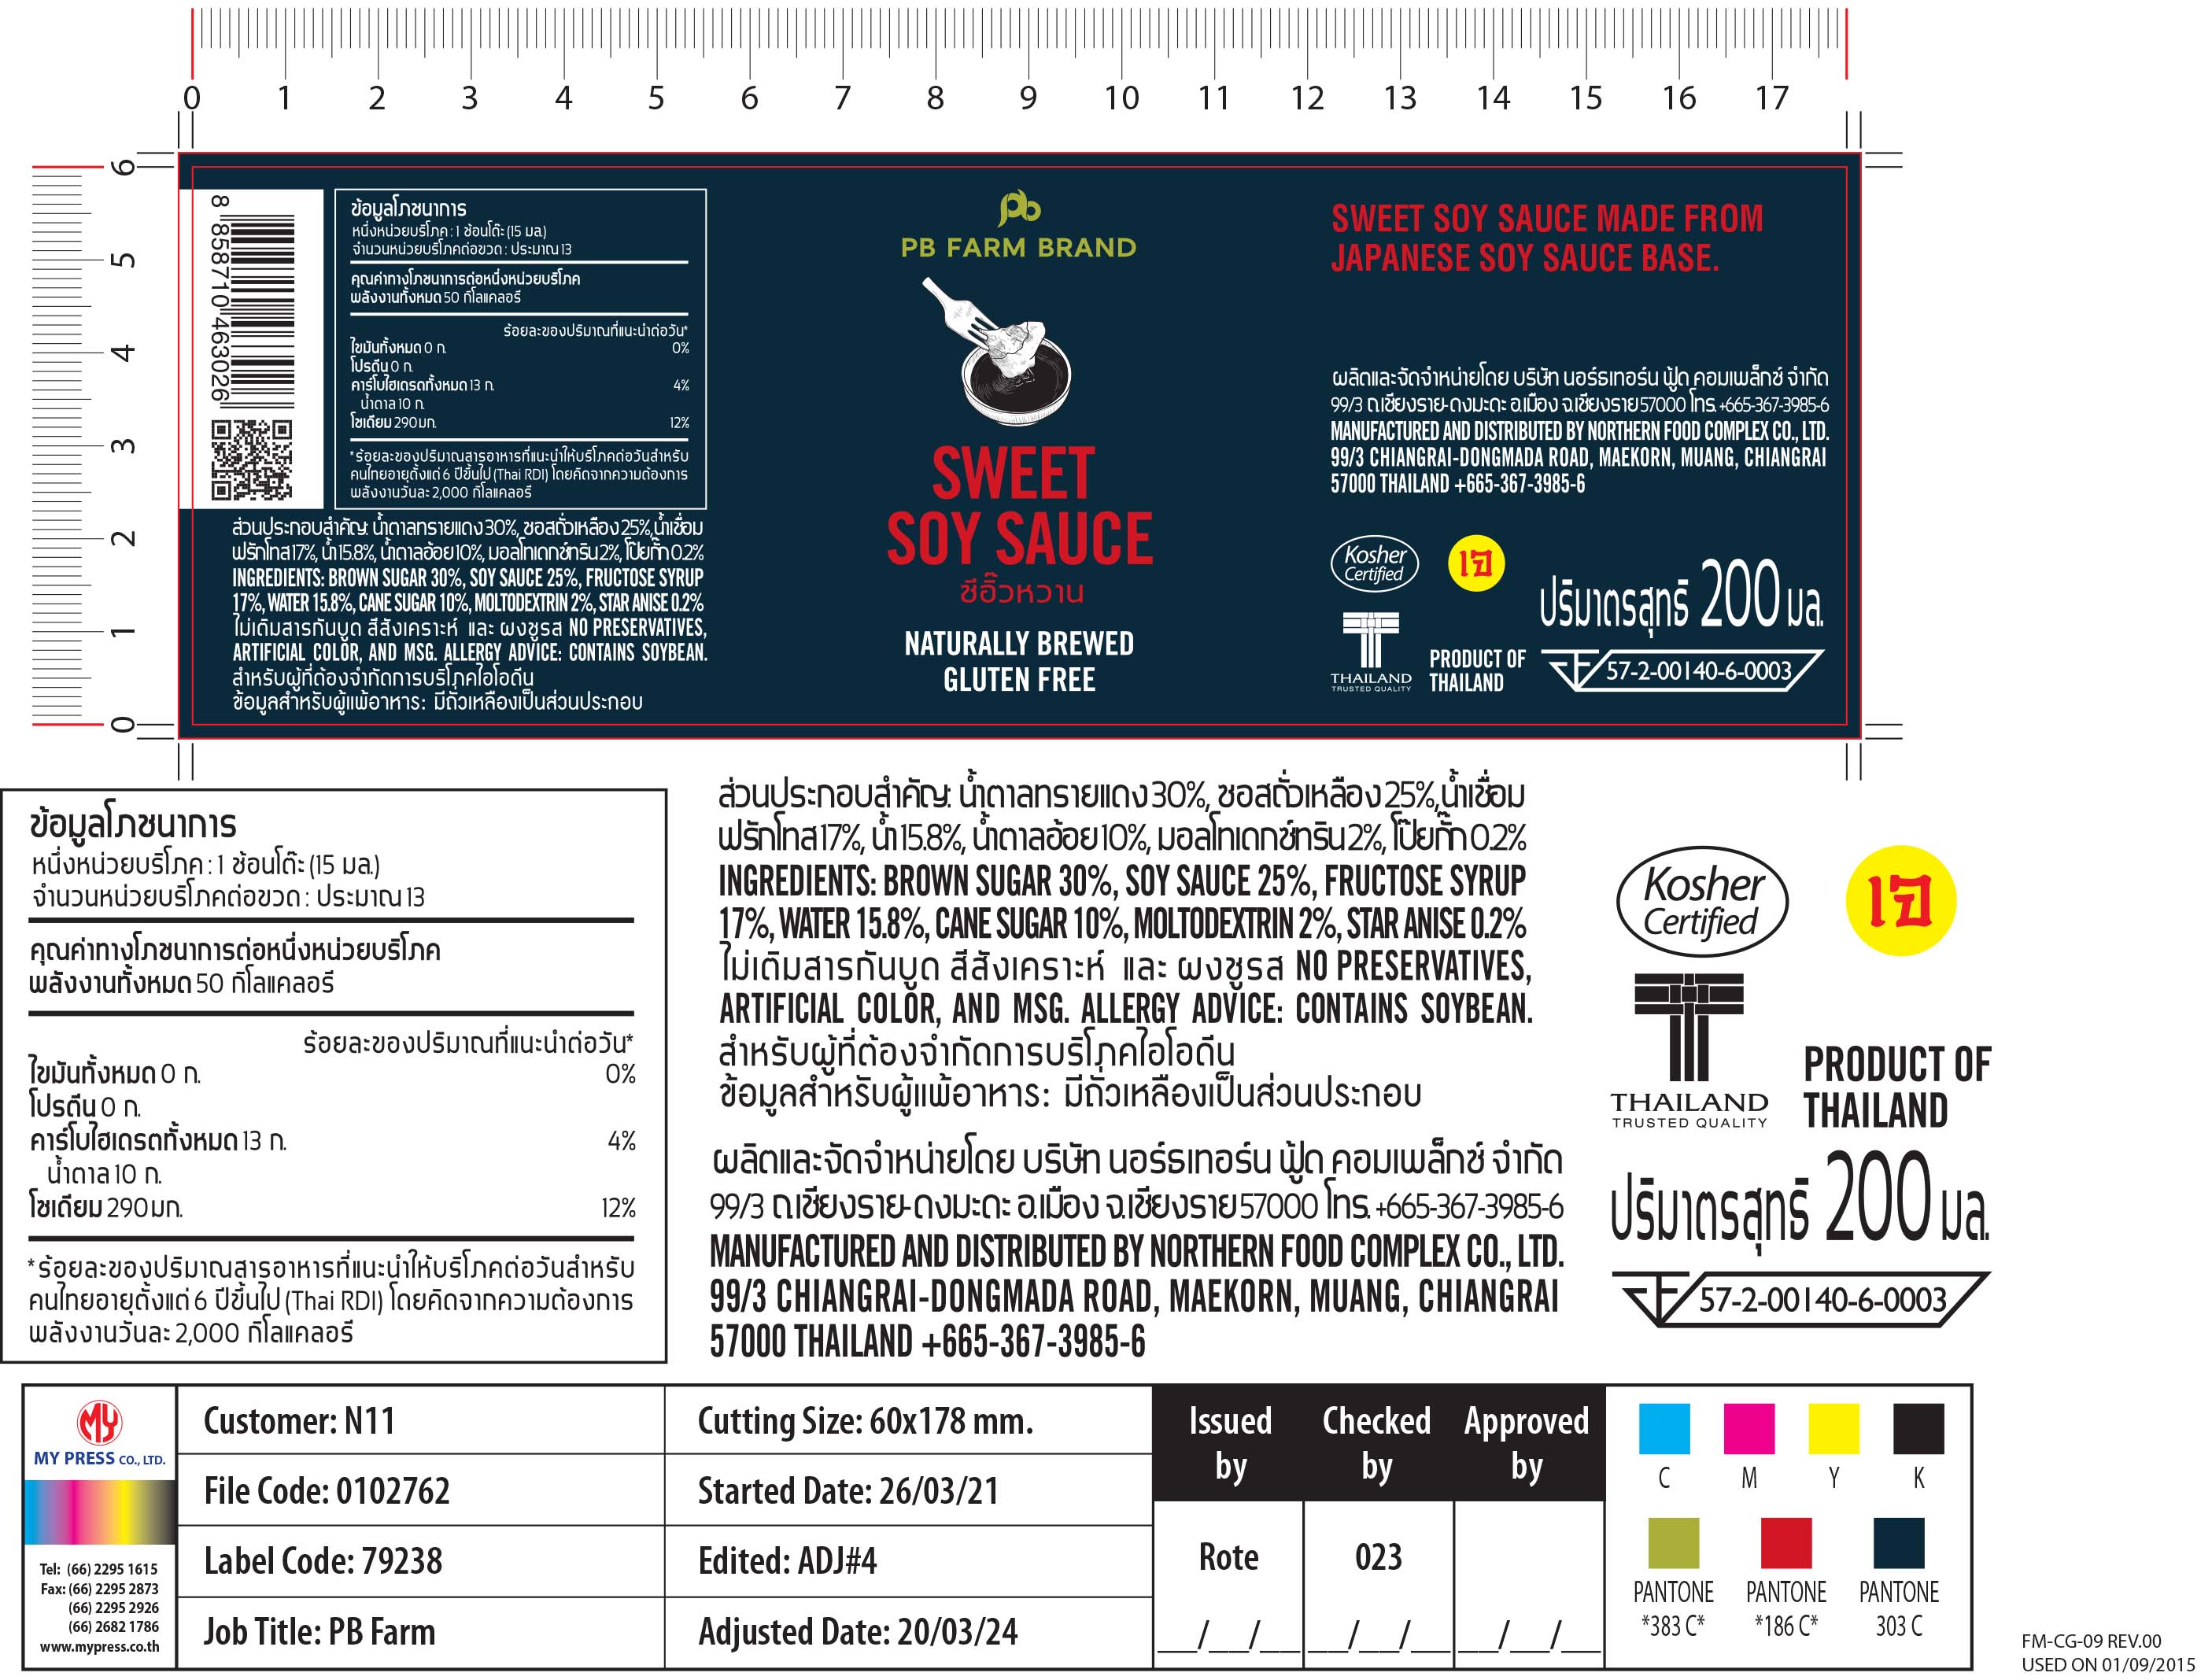 0 1 2 3 4 5 6 7 8 9 10 11 12 13 14 15 16 17
6
5
4
3
2
1
0
8 858710 463026
ข้อมูลโภชนาการ
หนึ่งหน่วยบริโภค : 1 ช้อนโต๊ะ (15 มล.)
จำนวนหน่วยบริโภคต่อขวด : ประมาณ 13
คุณค่าทางโภชนาการต่อหนึ่งหน่วยบริโภค
พลังงานทั้งหมด 50 กิโลแคลอรี
ร้อยละของปริมาณที่แนะนำต่อวัน*
ไขมันทั้งหมด 0 ก. 0%
โปรตีน 0 ก.
คาร์โบไฮเดรตทั้งหมด 13 ก. 4%
น้ำตาล 10 ก.
โซเดียม 290 มก. 12%
*ร้อยละของปริมาณสารอาหารที่แนะนำให้บริโภคต่อวันสำหรับ
คนไทยอายุตั้งแต่ 6 ปีขึ้นไป (Thai RDI) โดยคิดจากความต้องการ
พลังงานวันละ 2,000 กิโลแคลอรี
ส่วนประกอบสำคัญ: น้ำตาลทรายแดง 30%, ซอสถั่วเหลือง 25%, น้ำเชื่อม
ฟรักโทส 17%, น้ำ 15.8%, น้ำตาลอ้อย 10%, มอลโทเดกซ์ทริน 2%, โป๊ยกั๊ก 0.2%
INGREDIENTS: BROWN SUGAR 30%, SOY SAUCE 25%, FRUCTOSE SYRUP
17%, WATER 15.8%, CANE SUGAR 10%, MOLTODEXTRIN 2%, STAR ANISE 0.2%
ไม่เติมสารกันบูด สีสังเคราะห์ และ ผงชูรส NO PRESERVATIVES,
ARTIFICIAL COLOR, AND MSG. ALLERGY ADVICE: CONTAINS SOYBEAN.
สำหรับผู้ที่ต้องจำกัดการบริโภคไอโอดีน
ข้อมูลสำหรับผู้แพ้อาหาร: มีถั่วเหลืองเป็นส่วนประกอบ
pb
PB FARM BRAND
SWEET
SOY SAUCE
ซีอิ๊วหวาน
NATURALLY BREWED
GLUTEN FREE
SWEET SOY SAUCE MADE FROM
JAPANESE SOY SAUCE BASE.
ผลิตและจัดจำหน่ายโดย บริษัท นอร์ธเทอร์น ฟู้ด คอมเพล็กซ์ จำกัด
99/3 ถ.เชียงราย-ดงมะดะ อ.เมือง จ.เชียงราย 57000 โทร. +665-367-3985-6
MANUFACTURED AND DISTRIBUTED BY NORTHERN FOOD COMPLEX CO., LTD.
99/3 CHIANGRAI-DONGMADA ROAD, MAEKORN, MUANG, CHIANGRAI
57000 THAILAND +665-367-3985-6
Kosher
Certified
เจ
THAILAND
TRUSTED QUALITY
PRODUCT OF
THAILAND
ปริมาตรสุทธิ 200 มล.
57-2-00140-6-0003
ข้อมูลโภชนาการ
หนึ่งหน่วยบริโภค : 1 ช้อนโต๊ะ (15 มล.)
จำนวนหน่วยบริโภคต่อขวด : ประมาณ 13
คุณค่าทางโภชนาการต่อหนึ่งหน่วยบริโภค
พลังงานทั้งหมด 50 กิโลแคลอรี
ร้อยละของปริมาณที่แนะนำต่อวัน*
ไขมันทั้งหมด 0 ก. 0%
โปรตีน 0 ก.
คาร์โบไฮเดรตทั้งหมด 13 ก. 4%
น้ำตาล 10 ก.
โซเดียม 290 มก. 12%
*ร้อยละของปริมาณสารอาหารที่แนะนำให้บริโภคต่อวันสำหรับ
คนไทยอายุตั้งแต่ 6 ปีขึ้นไป (Thai RDI) โดยคิดจากความต้องการ
พลังงานวันละ 2,000 กิโลแคลอรี
ส่วนประกอบสำคัญ: น้ำตาลทรายแดง 30%, ซอสถั่วเหลือง 25%, น้ำเชื่อม
ฟรักโทส 17%, น้ำ 15.8%, น้ำตาลอ้อย 10%, มอลโทเดกซ์ทริน 2%, โป๊ยกั๊ก 0.2%
INGREDIENTS: BROWN SUGAR 30%, SOY SAUCE 25%, FRUCTOSE SYRUP
17%, WATER 15.8%, CANE SUGAR 10%, MOLTODEXTRIN 2%, STAR ANISE 0.2%
ไม่เติมสารกันบูด สีสังเคราะห์ และ ผงชูรส NO PRESERVATIVES,
ARTIFICIAL COLOR, AND MSG. ALLERGY ADVICE: CONTAINS SOYBEAN.
สำหรับผู้ที่ต้องจำกัดการบริโภคไอโอดีน
ข้อมูลสำหรับผู้แพ้อาหาร: มีถั่วเหลืองเป็นส่วนประกอบ
ผลิตและจัดจำหน่ายโดย บริษัท นอร์ธเทอร์น ฟู้ด คอมเพล็กซ์ จำกัด
99/3 ถ.เชียงราย-ดงมะดะ อ.เมือง จ.เชียงราย 57000 โทร. +665-367-3985-6
MANUFACTURED AND DISTRIBUTED BY NORTHERN FOOD COMPLEX CO., LTD.
99/3 CHIANGRAI-DONGMADA ROAD, MAEKORN, MUANG, CHIANGRAI
57000 THAILAND +665-367-3985-6
Kosher
Certified
เจ
THAILAND
TRUSTED QUALITY
PRODUCT OF
THAILAND
ปริมาตรสุทธิ 200 มล.
57-2-00140-6-0003
MY
MY PRESS CO., LTD.
Tel: (66) 2295 1615
Fax: (66) 2295 2873
(66) 2295 2926
(66) 2682 1786
www.mypress.co.th
Customer: N11
File Code: 0102762
Label Code: 79238
Job Title: PB Farm
Cutting Size: 60x178 mm.
Started Date: 26/03/21
Edited: ADJ#4
Adjusted Date: 20/03/24
Issued by
Checked by
Approved by
Rote
023
__/__/__ __/__/__ __/__/__
C M Y K
PANTONE
*383 C*
PANTONE
*186 C*
PANTONE
303 C
FM-CG-09 REV.00
USED ON 01/09/2015